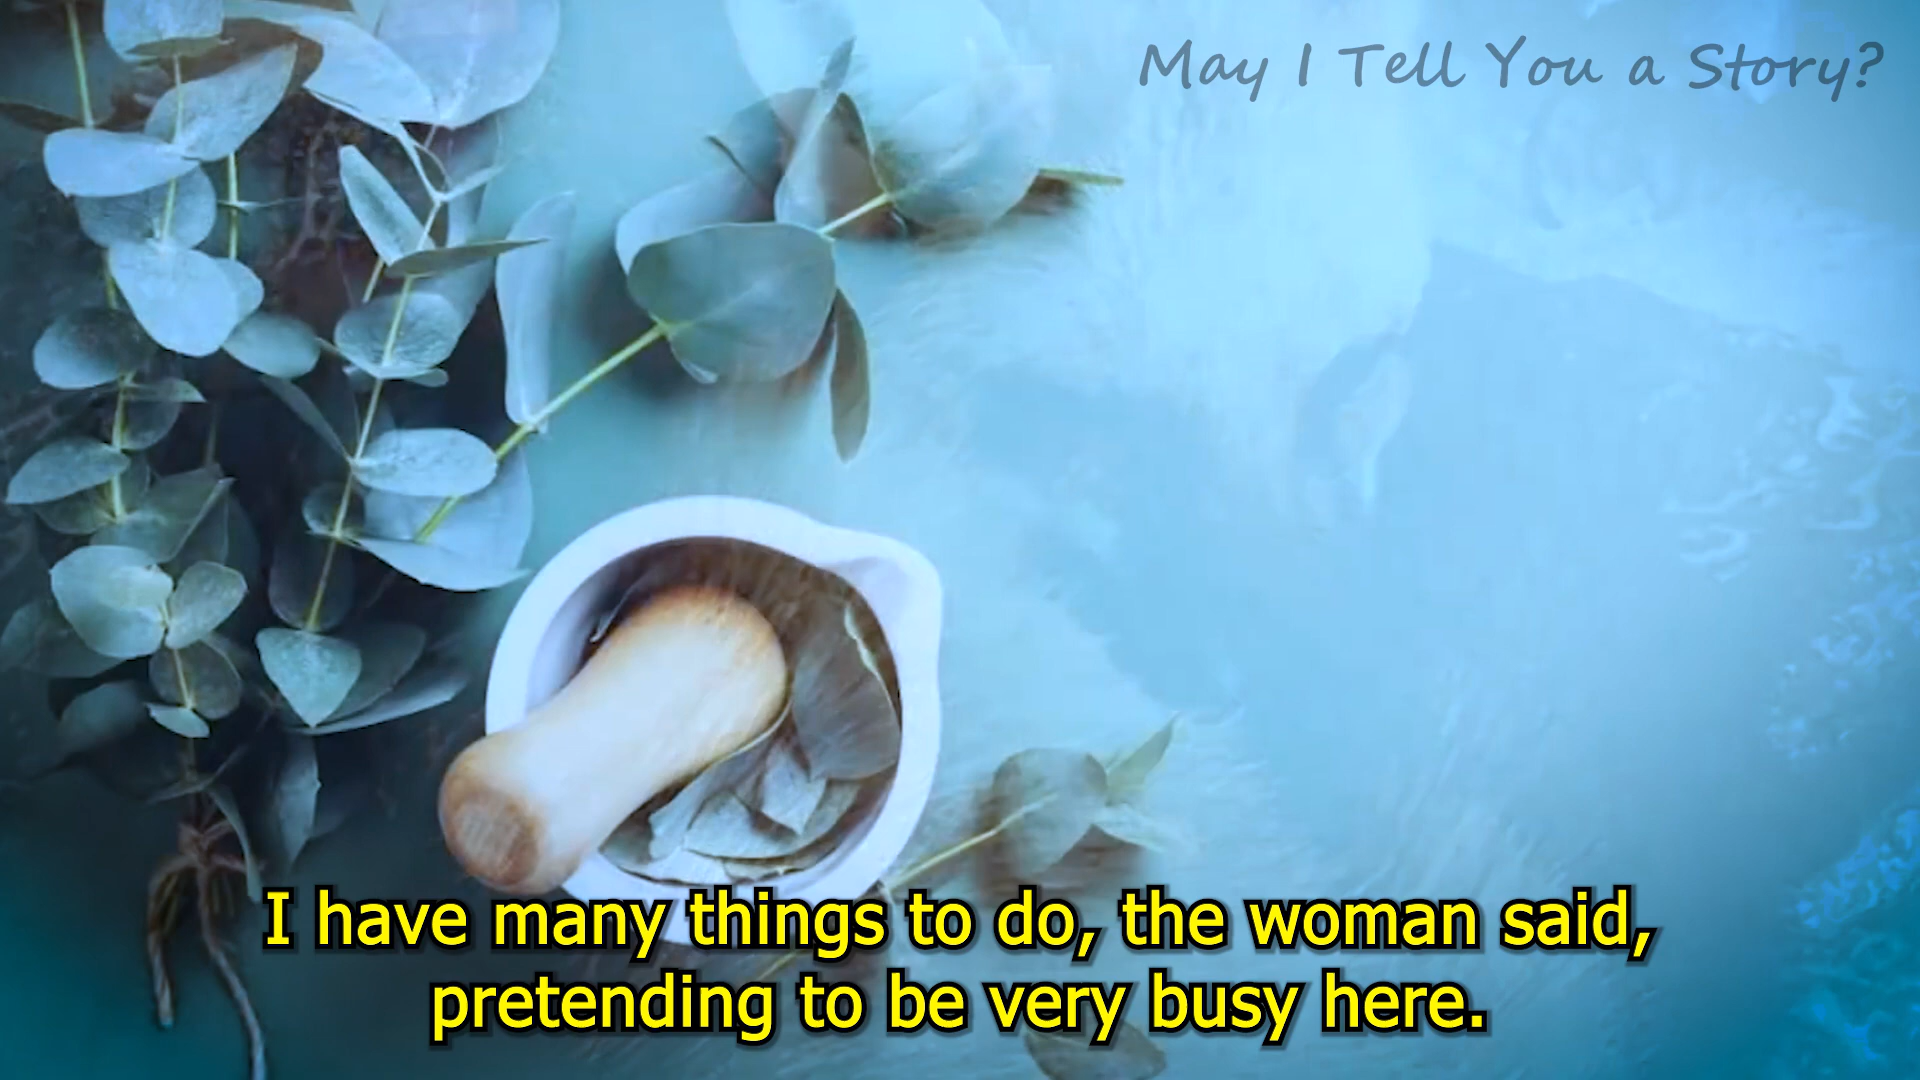 May I Tell You a Story?
I have many things to do, the woman said,
pretending to be very busy here.